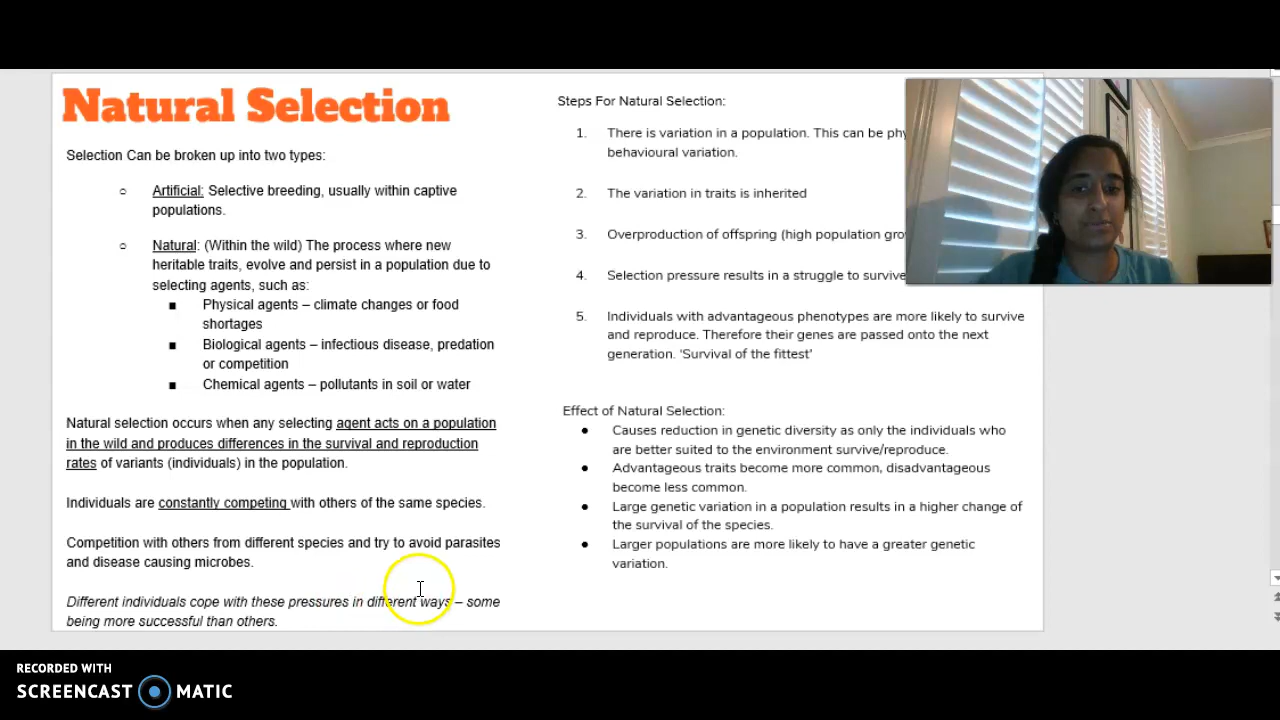 Natural Selection
Selection Can be broken up into two types:
Artificial: Selective breeding, usually within captive
populations.
Natural: (Within the wild) The process where new
heritable traits, evolve and persist in a population due to
selecting agents, such as:
Physical agents – climate changes or food
shortages
Biological agents – infectious disease, predation
or competition
Chemical agents – pollutants in soil or water
Natural selection occurs when any selecting agent acts on a population
in the wild and produces differences in the survival and reproduction
rates of variants (individuals) in the population.
Individuals are constantly competing with others of the same species.
Competition with others from different species and try to avoid parasites
and disease causing microbes.
Different individuals cope with these pressures in different ways – some
being more successful than others.
Steps For Natural Selection:
1. There is variation in a population. This can be
behavioural variation.
2. The variation in traits is inherited
3. Overproduction of offspring (high population
4. Selection pressure results in a struggle to survive
5. Individuals with advantageous phenotypes are more likely to survive
and reproduce. Therefore their genes are passed onto the next
generation. 'Survival of the fittest'
Effect of Natural Selection:
Causes reduction in genetic diversity as only the individuals who
are better suited to the environment survive/reproduce.
Advantageous traits become more common, disadvantageous
become less common.
Large genetic variation in a population results in a higher change of
the survival of the species.
Larger populations are more likely to have a greater genetic
variation.
RECORDED WITH
SCREENCAST MATIC